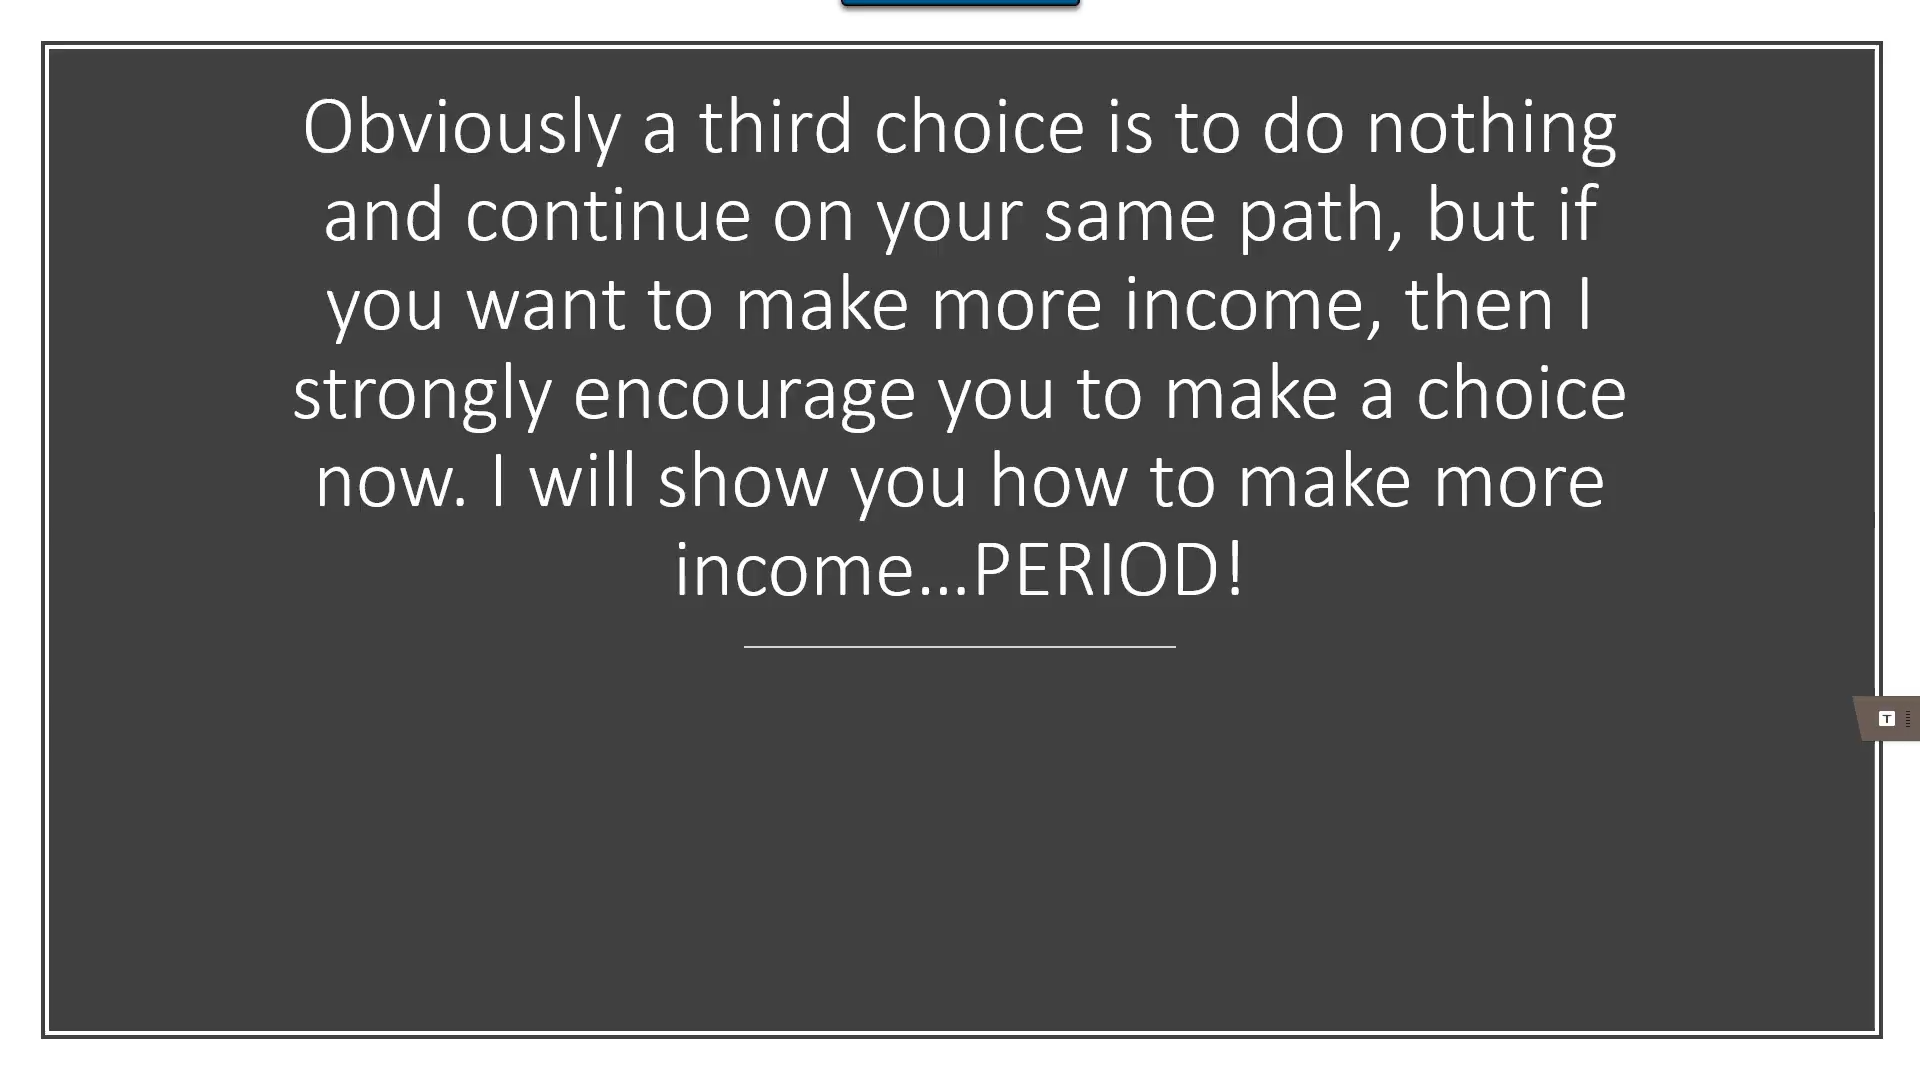 Obviously a third choice is to do nothing
and continue on your same path, but if
you want to make more income, then I
strongly encourage you to make a choice
now. I will show you how to make more
income...PERIOD!
T